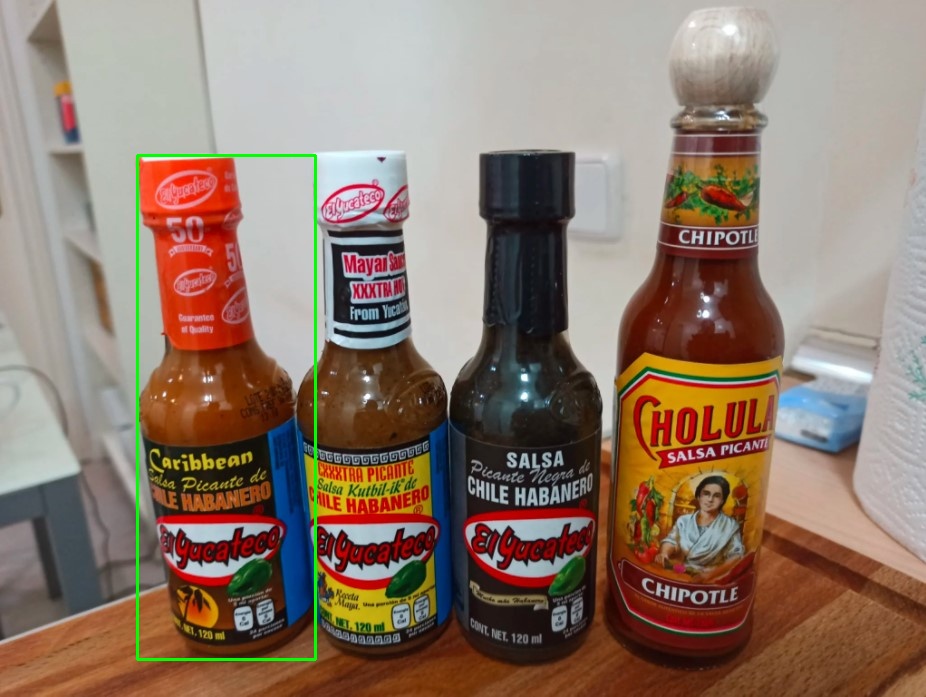 El Yucateco
50
El Yucateco
Guarantee
of Quality
Caribbean
Salsa Picante de
CHILE HABANERO
El Yucateco
CONT. NET. 120 ml
El Yucateco
Mayan Sauce
XXXTRA HOT
From Yucatán
XXXTRA PICANTE
Salsa Kutbil-ik de
CHILE HABANERO
El Yucateco
Receta
Maya
CONT. NET. 120 ml
SALSA
Picante Negra de
CHILE HABANERO
El Yucateco
CONT. NET. 120 ml
CHIPOTLE
CHOLULA
SALSA PICANTE
CHIPOTLE